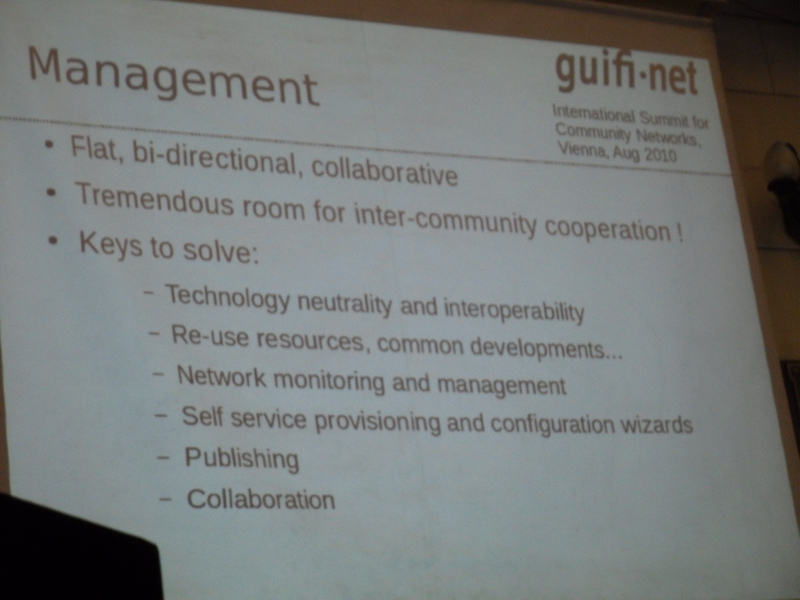 Management
guifi·net
International Summit for
Community Networks,
Vienna, Aug 2010
• Flat, bi-directional, collaborative
• Tremendous room for inter-community cooperation !
• Keys to solve:
– Technology neutrality and interoperability
– Re-use resources, common developments...
– Network monitoring and management
– Self service provisioning and configuration wizards
– Publishing
– Collaboration